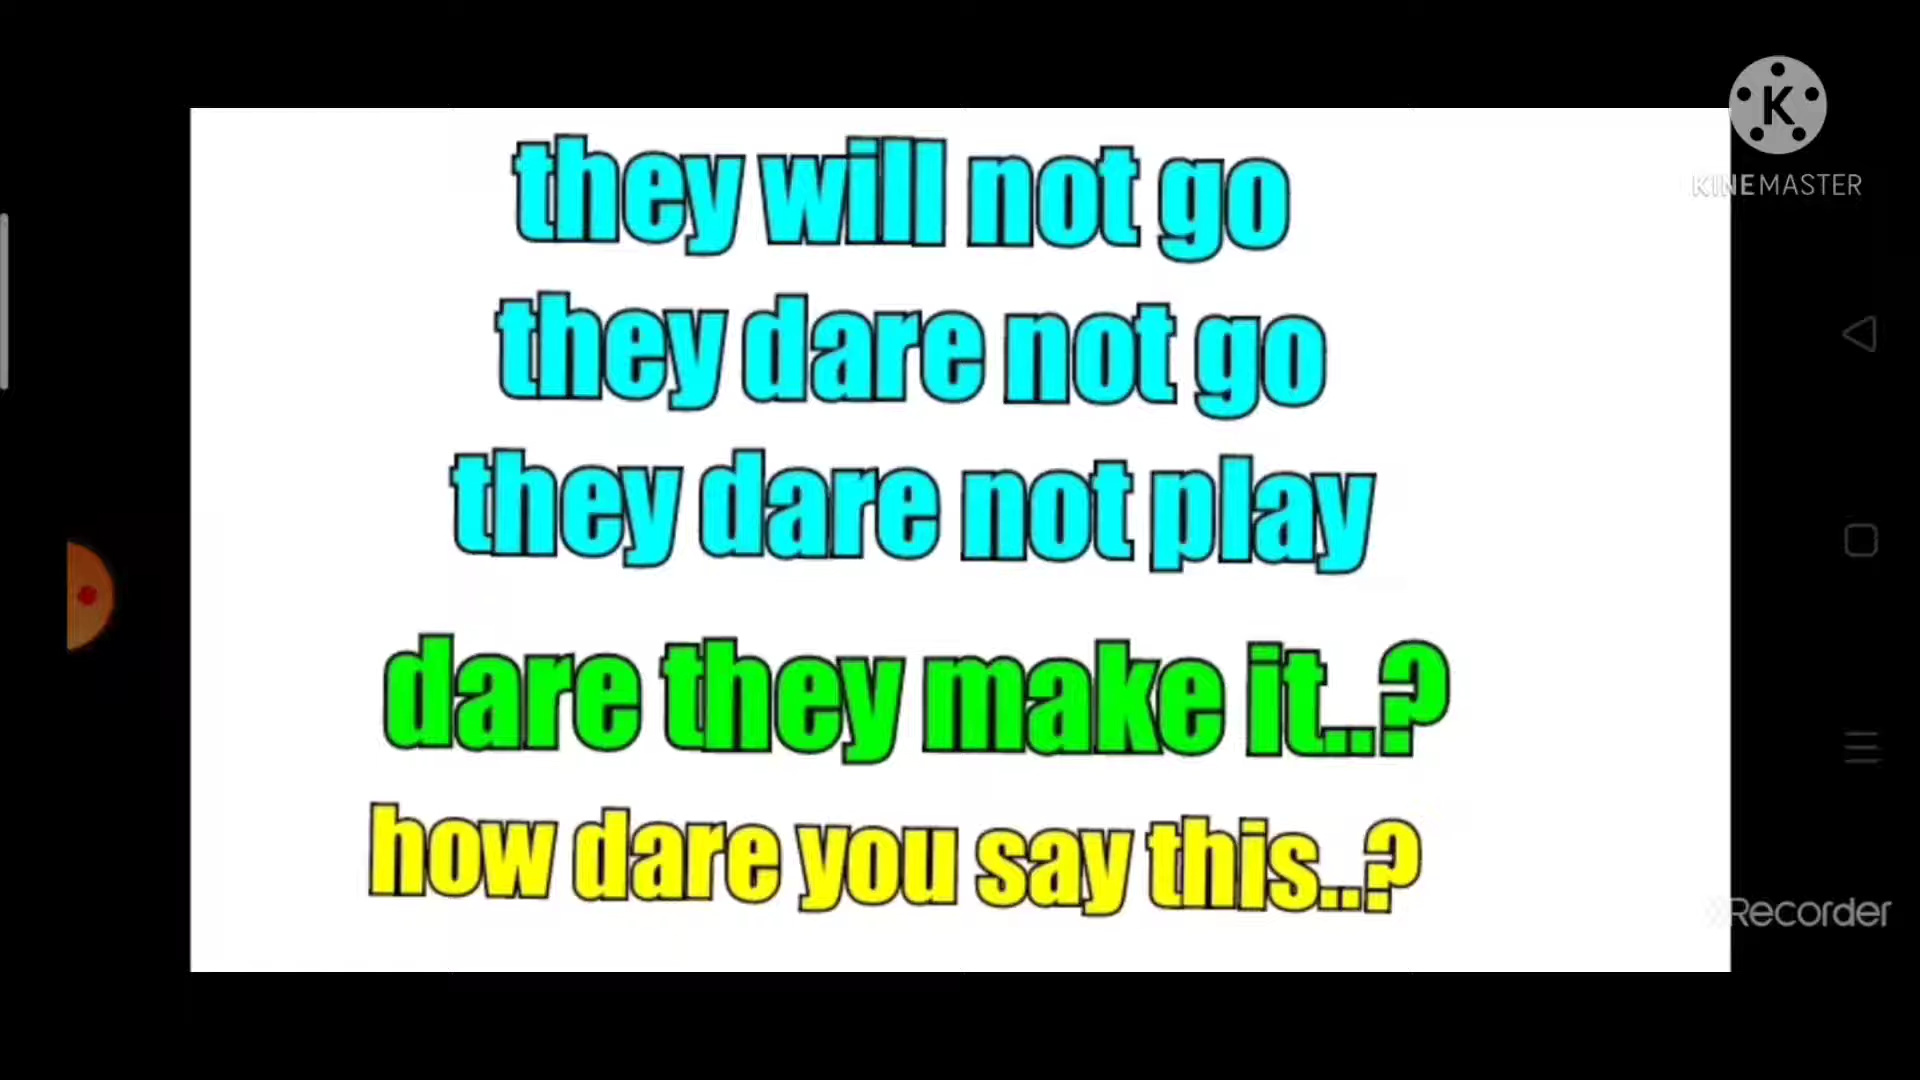 they will not go
they dare not go
they dare not play
dare they make it..?
how dare you say this..?
K
KINEMASTER
Recorder